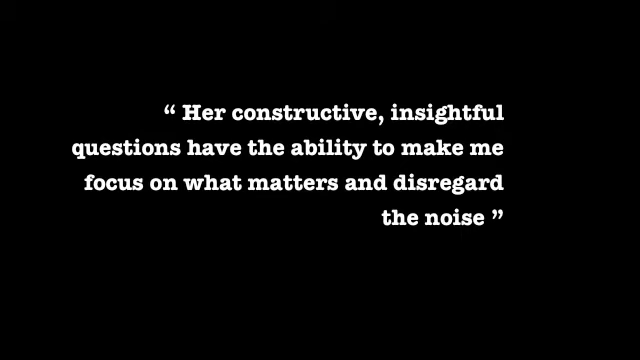 “ Her constructive, insightful
questions have the ability to make me
focus on what matters and disregard
the noise ”